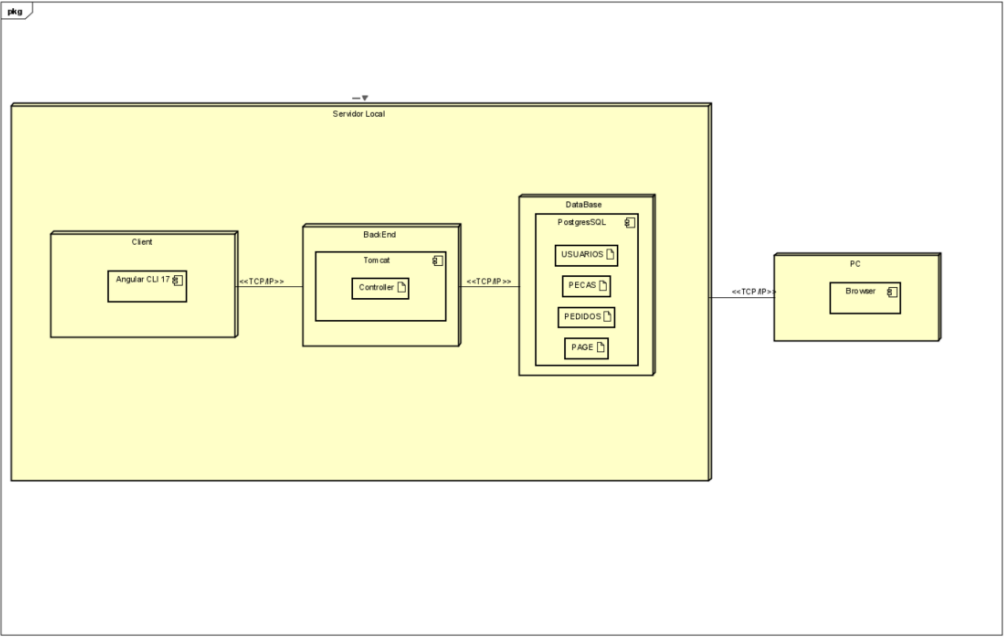 pkg
Servidor Local
Client
Angular CLI 17
<<TCP/IP>>
BackEnd
Tomcat
Controller
<<TCP/IP>>
DataBase
PostgresSQL
USUARIOS
PECAS
PEDIDOS
PAGE
<<TCP/IP>>
PC
Browser